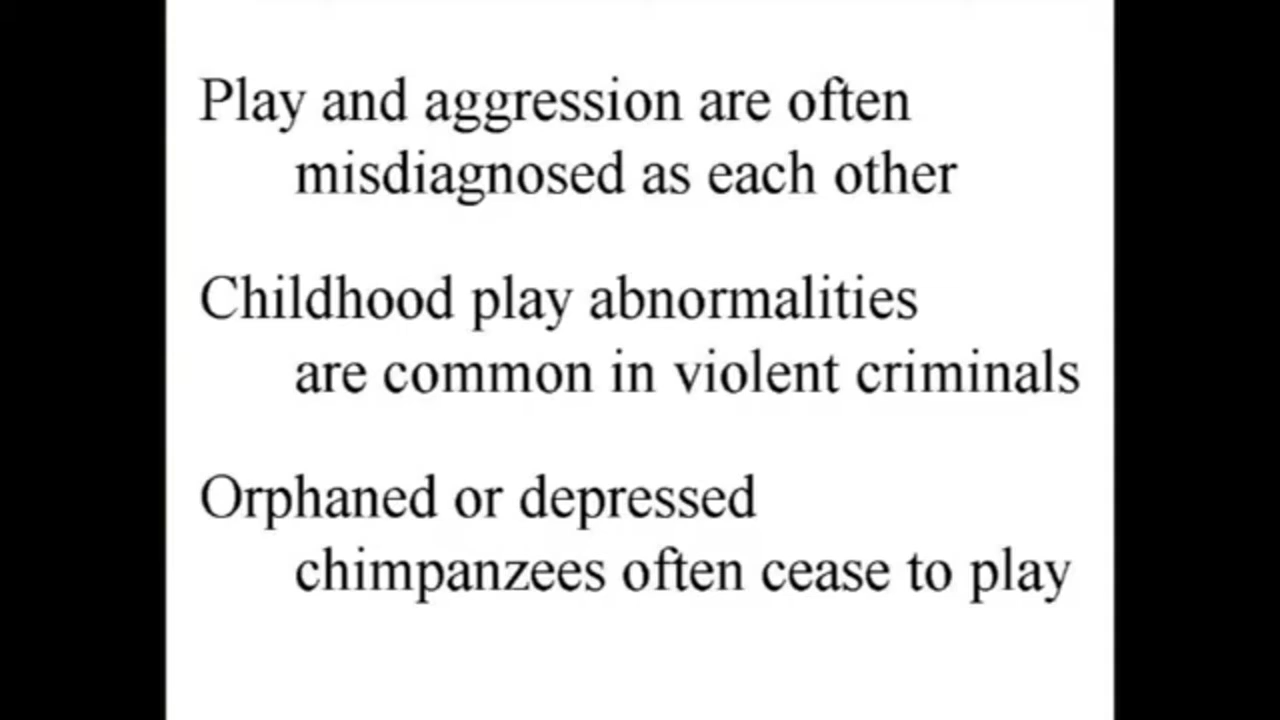 Play and aggression are often
misdiagnosed as each other
Childhood play abnormalities
are common in violent criminals
Orphaned or depressed
chimpanzees often cease to play